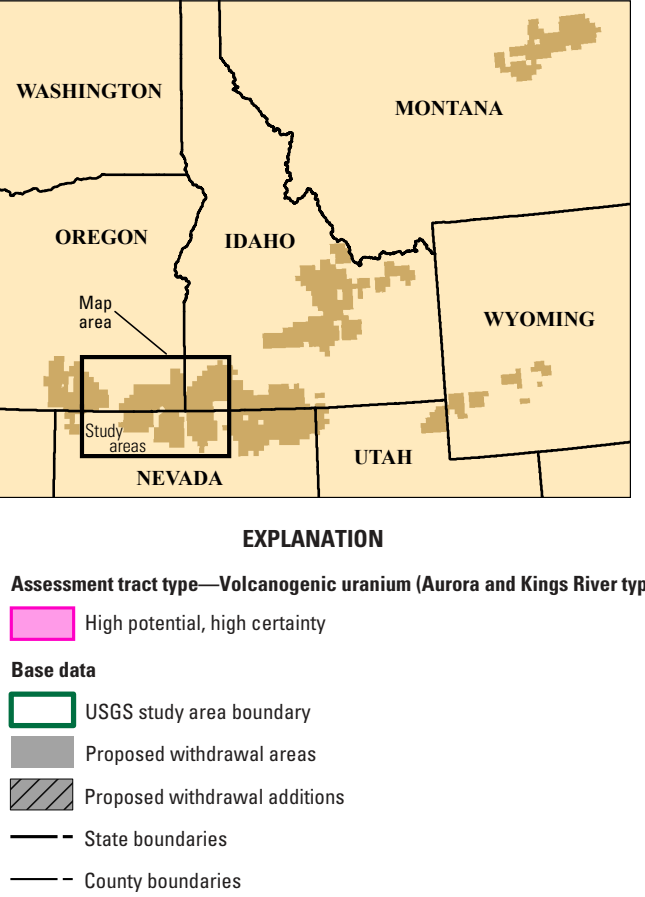 WASHINGTON
MONTANA
OREGON
IDAHO
Map
area
WYOMING
Study
areas
UTAH
NEVADA
EXPLANATION
Assessment tract type—Volcanogenic uranium (Aurora and Kings River typ
High potential, high certainty
Base data
USGS study area boundary
Proposed withdrawal areas
Proposed withdrawal additions
State boundaries
County boundaries